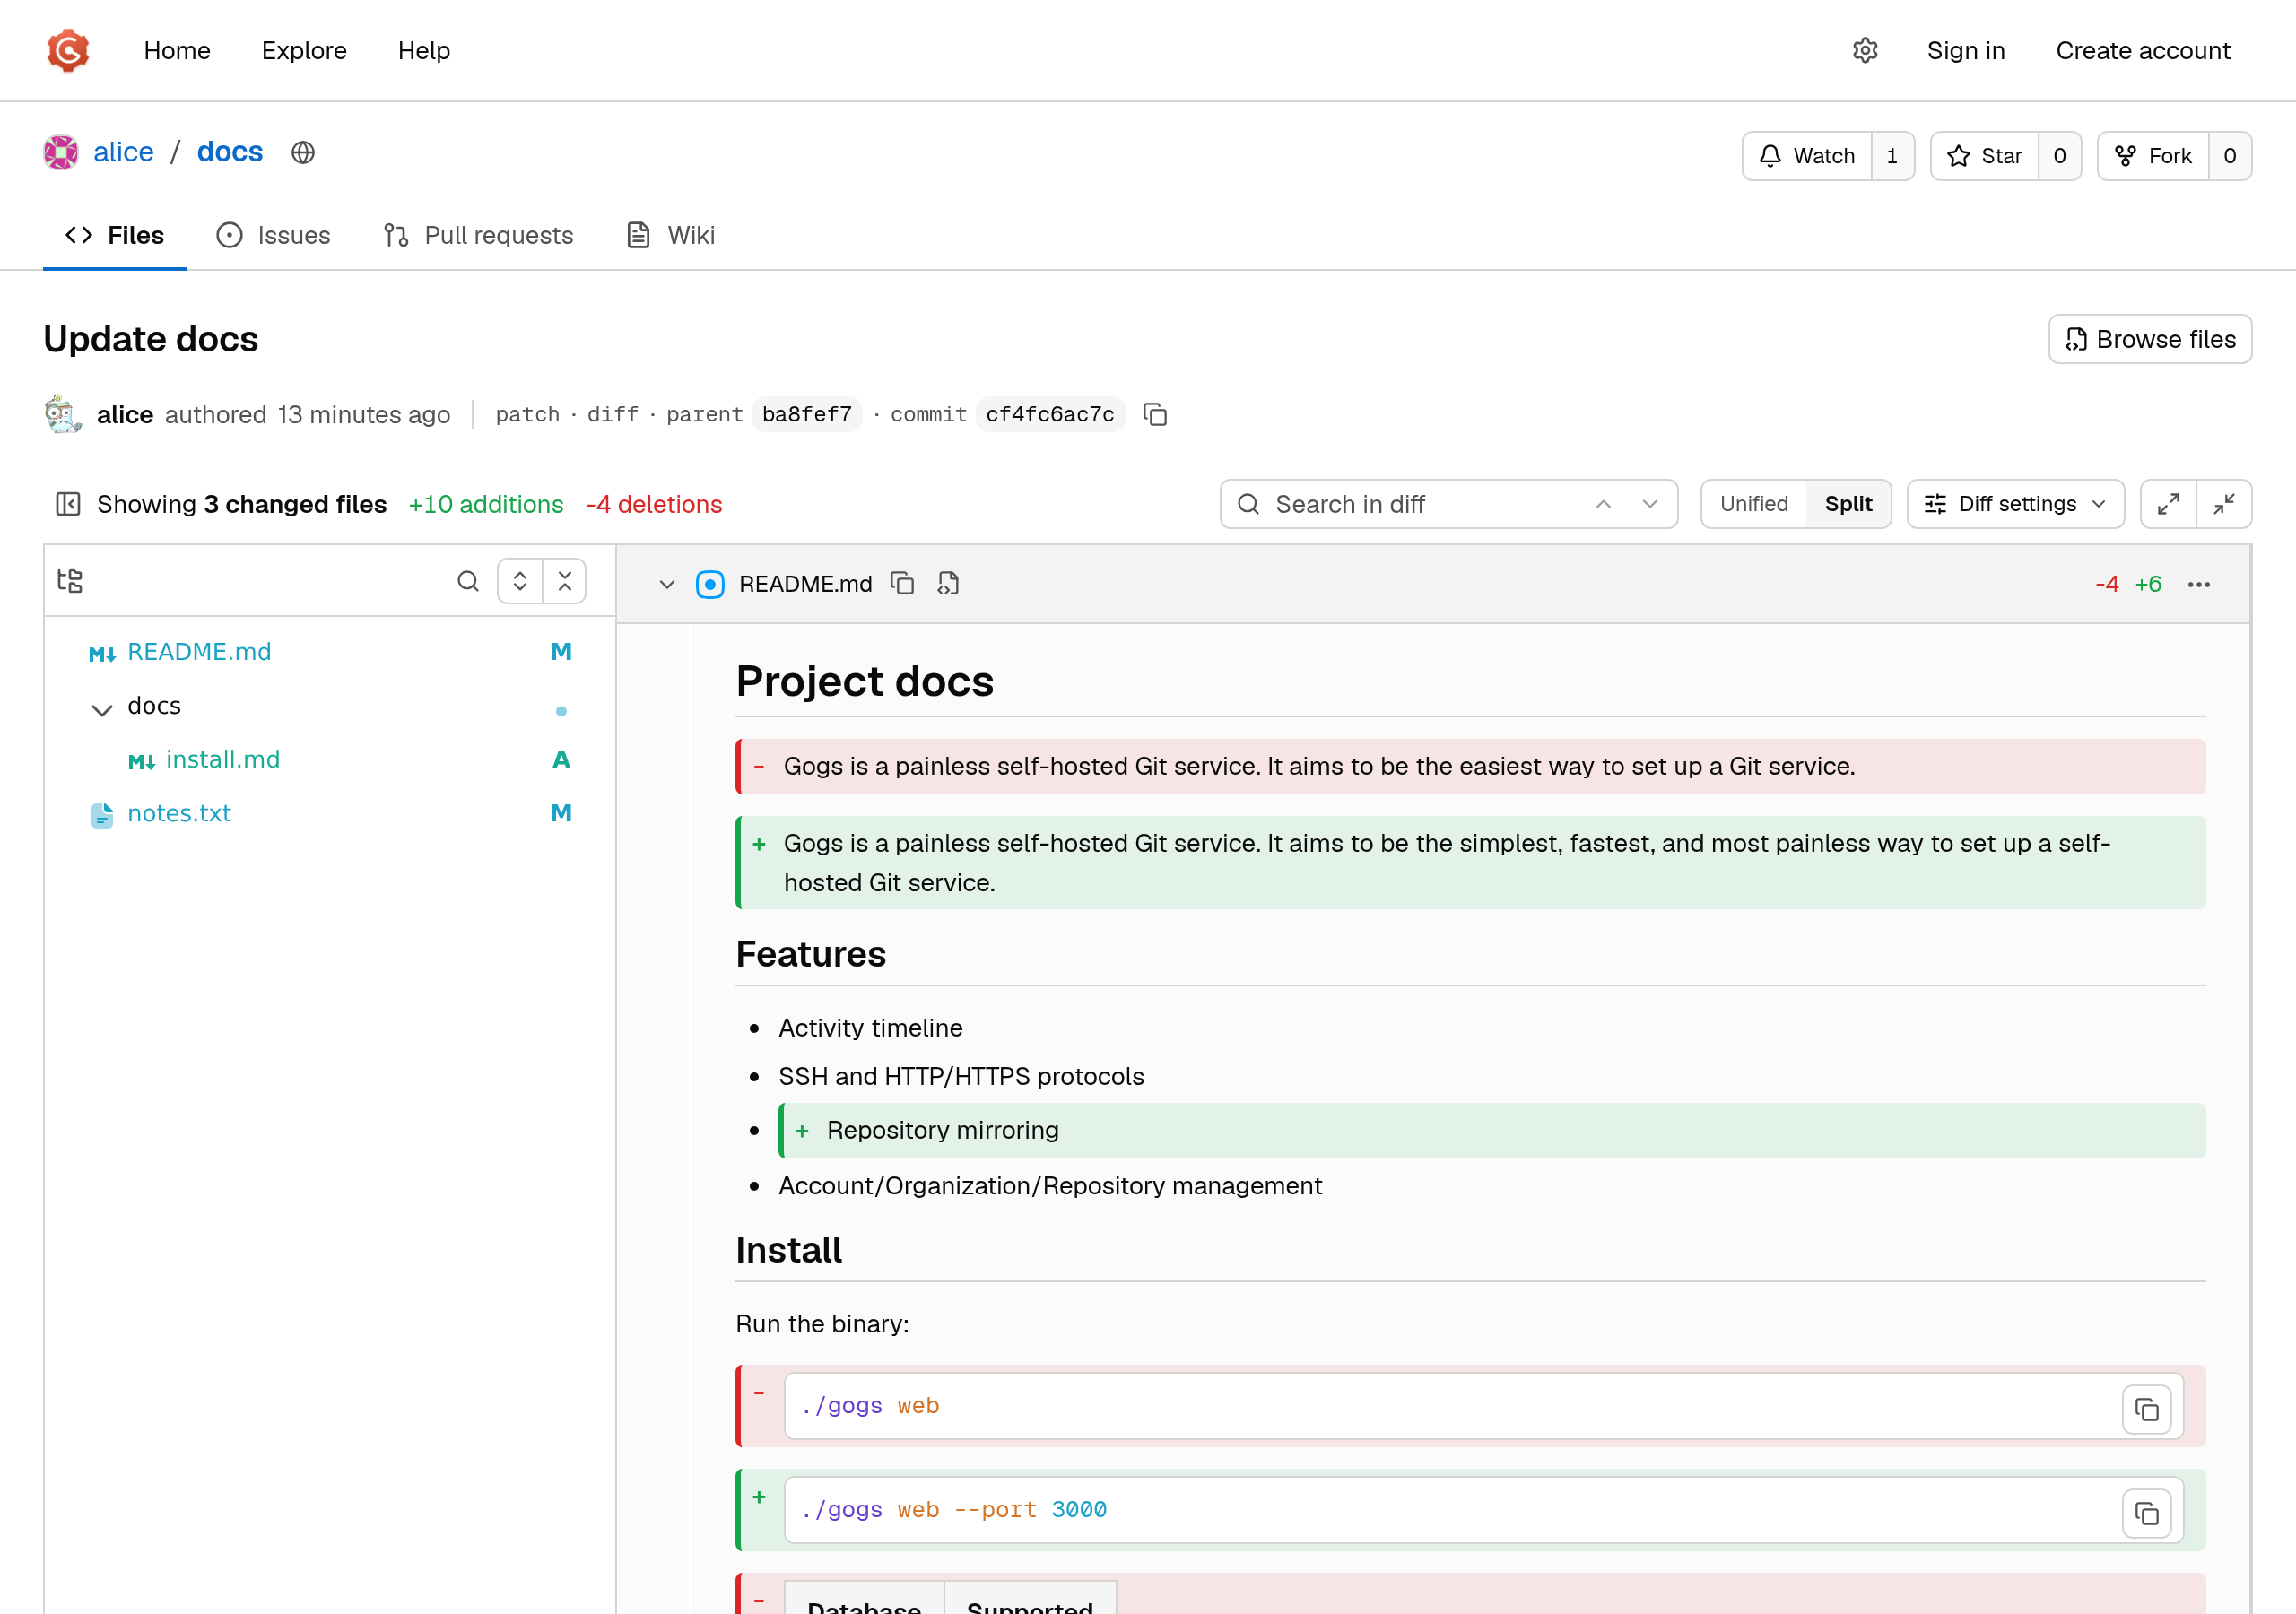 Home Explore Help Sign in Create account
alice / docs Watch 1 Star 0 Fork 0
Files Issues Pull requests Wiki
Update docs Browse files
alice authored 13 minutes ago patch · diff · parent ba8fef7 · commit cf4fc6ac7c
Showing 3 changed files +10 additions -4 deletions Search in diff Unified Split Diff settings
README.md -4 +6
README.md M
docs
install.md A
notes.txt M
Project docs
- Gogs is a painless self-hosted Git service. It aims to be the easiest way to set up a Git service.
+ Gogs is a painless self-hosted Git service. It aims to be the simplest, fastest, and most painless way to set up a self-
hosted Git service.
Features
• Activity timeline
• SSH and HTTP/HTTPS protocols
• + Repository mirroring
• Account/Organization/Repository management
Install
Run the binary:
- ./gogs web
+ ./gogs web --port 3000
- Database Supported